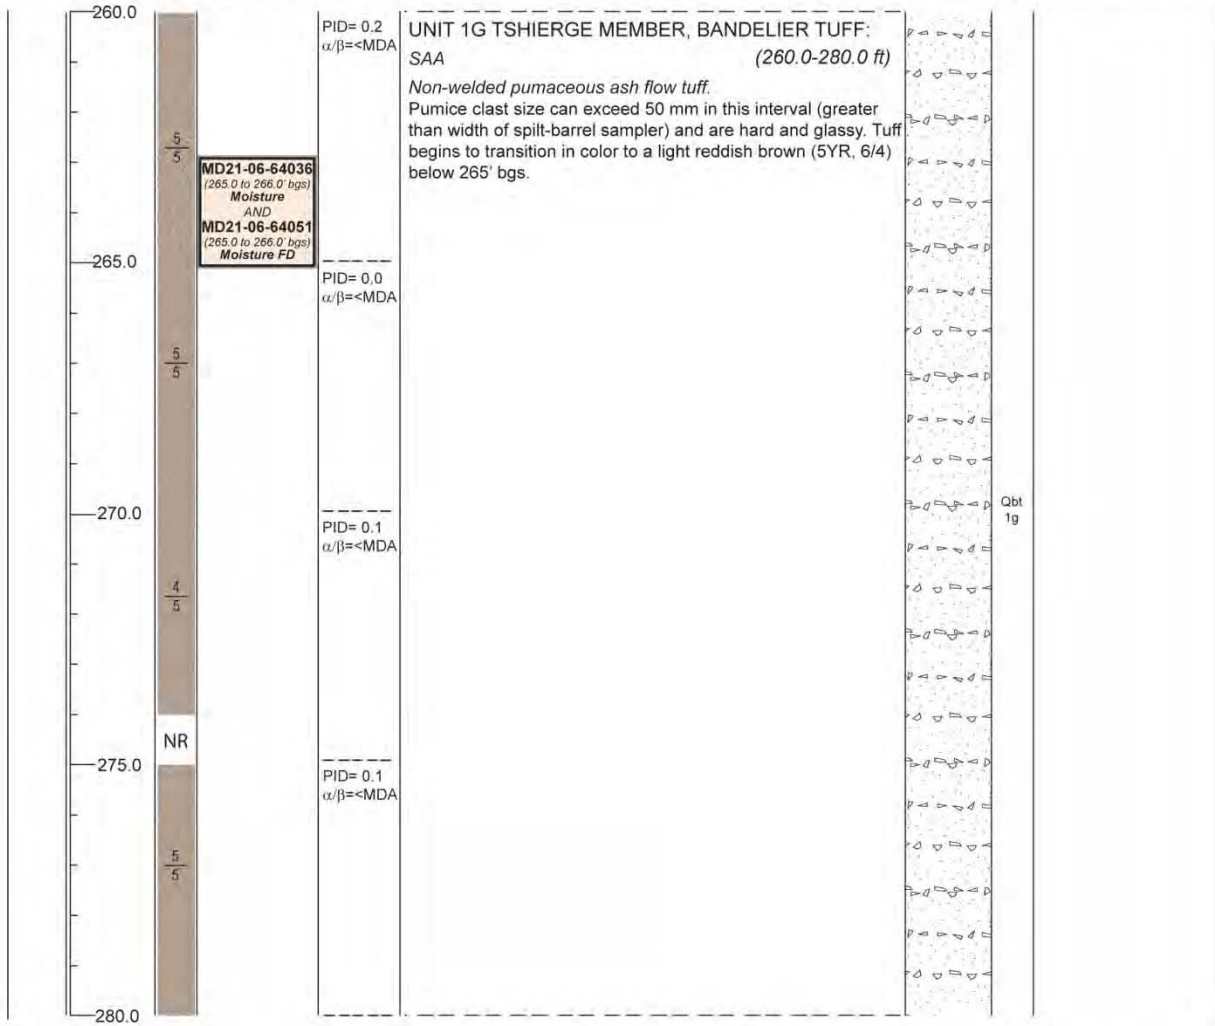 260.0
PID= 0.2
α/β=<MDA
UNIT 1G TSHIERGE MEMBER, BANDELIER TUFF:
SAA (260.0-280.0 ft)
Non-welded pumaceous ash flow tuff.
Pumice clast size can exceed 50 mm in this interval (greater
than width of spilt-barrel sampler) and are hard and glassy. Tuff
begins to transition in color to a light reddish brown (5YR, 6/4)
below 265' bgs.
5
5
MD21-06-64036
(265.0 to 266.0' bgs)
Moisture
AND
MD21-06-64051
(265.0 to 266.0' bgs)
Moisture FD
265.0
PID= 0.0
α/β=<MDA
5
5
270.0
PID= 0.1
α/β=<MDA
Qbt
1g
4
5
NR
275.0
PID= 0.1
α/β=<MDA
5
5
280.0